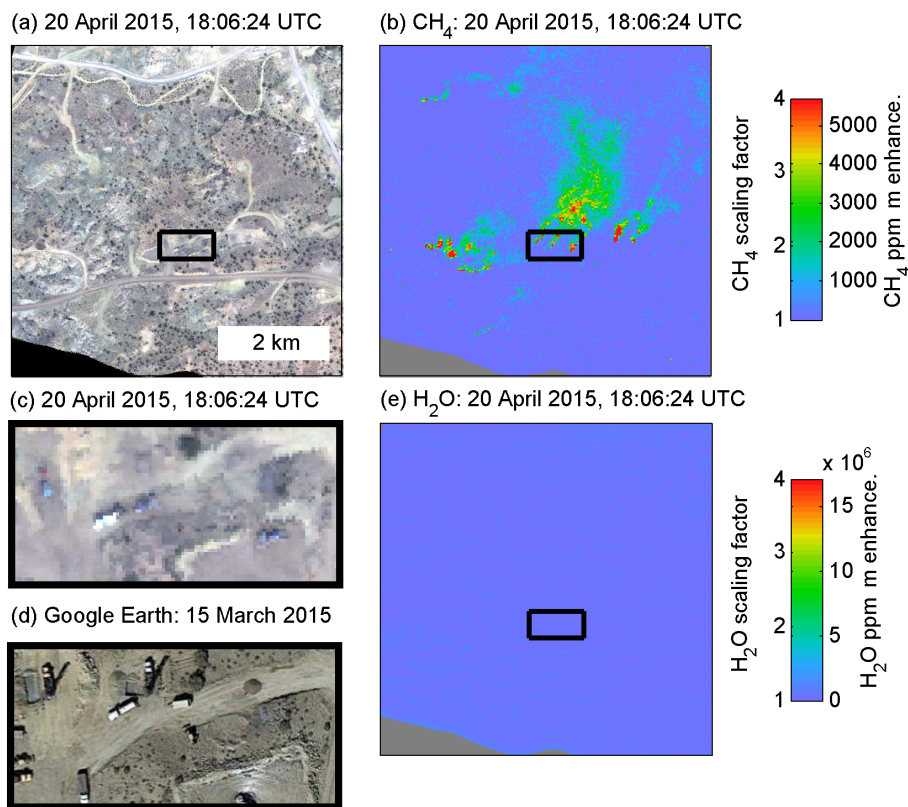 (a) 20 April 2015, 18:06:24 UTC
(b) CH4: 20 April 2015, 18:06:24 UTC
2 km
4
3
2
1
CH4 scaling factor
5000
4000
3000
2000
1000
CH4 ppm m enhance.
(c) 20 April 2015, 18:06:24 UTC
(e) H2O: 20 April 2015, 18:06:24 UTC
(d) Google Earth: 15 March 2015
x 10^6
4
3
2
1
H2O scaling factor
15
10
5
0
H2O ppm m enhance.